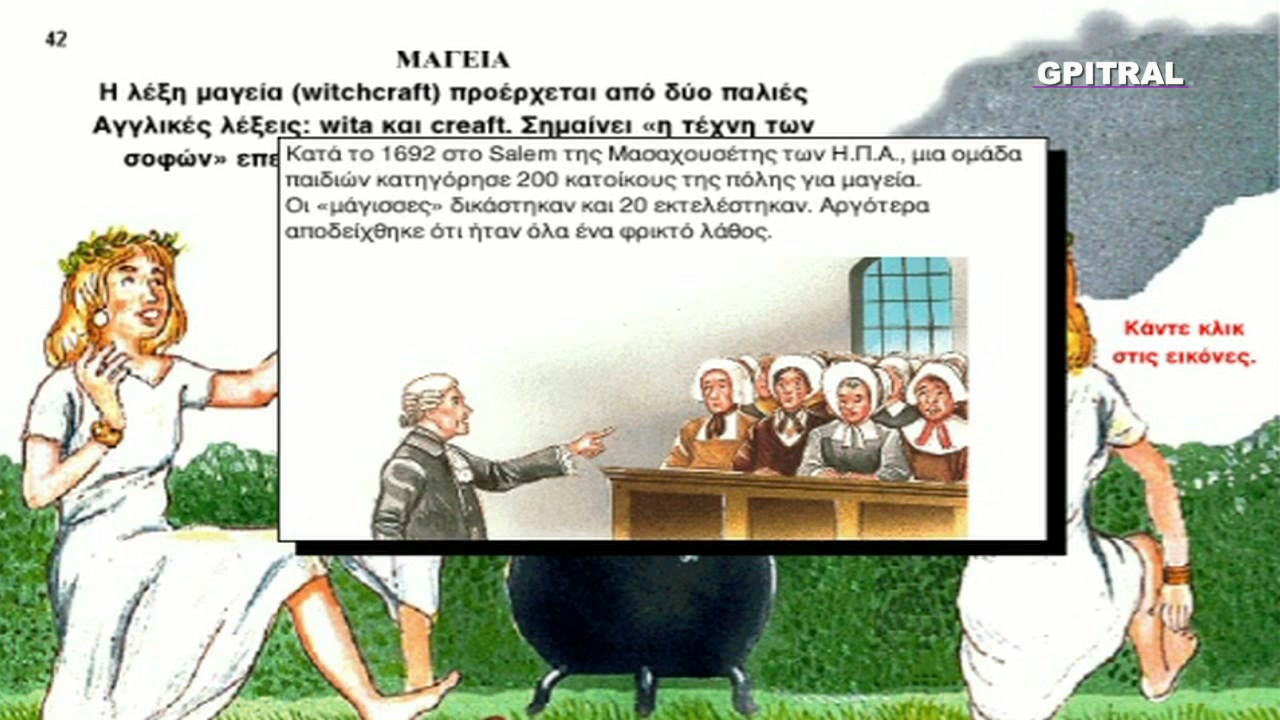 42
ΜΑΓΕΙΑ
GPITRAL
Η λέξη μαγεία (witchcraft) προέρχεται από δύο παλιές
Αγγλικές λέξεις: wita και creaft. Σημαίνει «η τέχνη των
σοφών»
Κατά το 1692 στο Salem της Μασαχουσέτης των Η.Π.Α., μια ομάδα
παιδιών κατηγόρησε 200 κατοίκους της πόλης για μαγεία.
Οι «μάγισσες» δικάστηκαν και 20 εκτελέστηκαν. Αργότερα
αποδείχθηκε ότι ήταν όλα ένα φρικτό λάθος.
Κάντε κλικ
στις εικόνες.